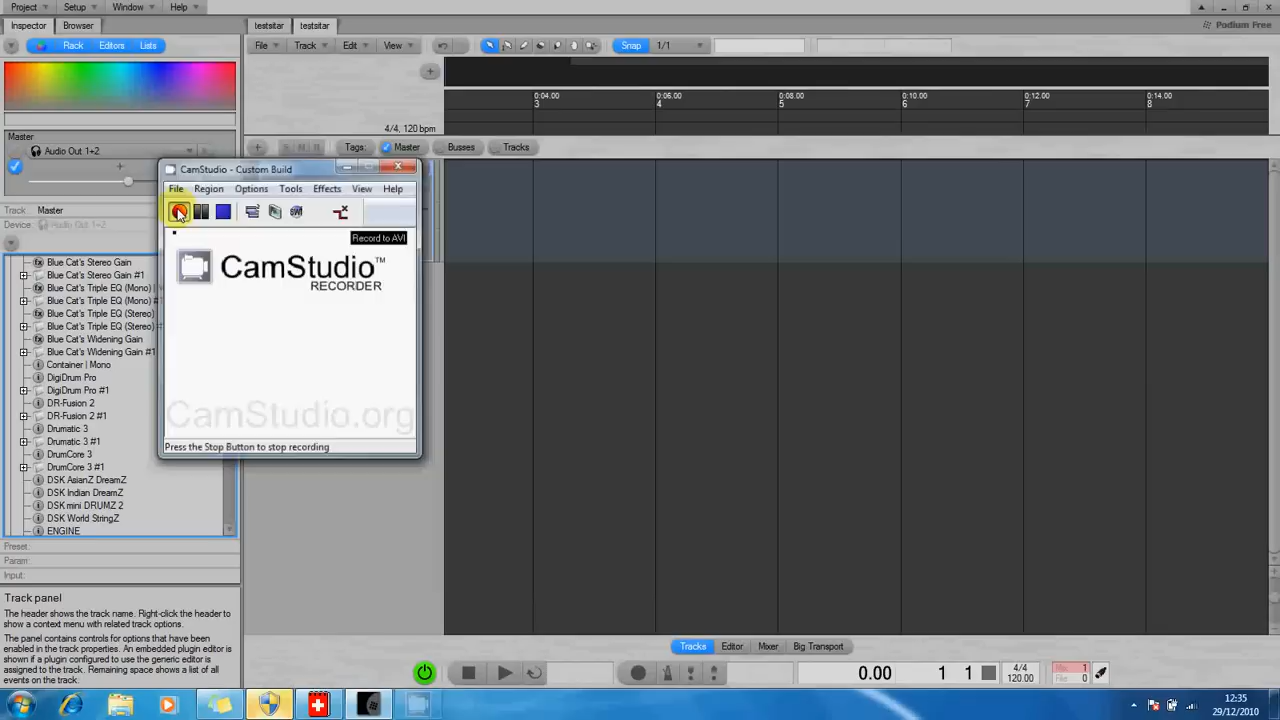 Project Setup Window Help
Inspector Browser testsitar testsitar Podium Free
Rack Editors Lists File Track Edit View Snap 1/1
0:04.00 0:06.00 0:08.00 0:10.00 0:12.00 0:14.00
3 4 5 6 7 8
4/4, 120 bpm
Master
Audio Out 1+2
S M Tags: Master Busses Tracks
Track: Master
Device: Audio Out 1+2
CamStudio - Custom Build
File Region Options Tools Effects View Help
Record to AVI
CamStudio™
RECORDER
CamStudio.org
Press the Stop Button to stop recording
Blue Cat's Stereo Gain
Blue Cat's Stereo Gain #1
Blue Cat's Triple EQ (Mono) |
Blue Cat's Triple EQ (Mono) #
Blue Cat's Triple EQ (Stereo)
Blue Cat's Triple EQ (Stereo) #
Blue Cat's Widening Gain
Blue Cat's Widening Gain #1
Container | Mono
DigiDrum Pro
DigiDrum Pro #1
DR-Fusion 2
DR-Fusion 2 #1
Drumatic 3
Drumatic 3 #1
DrumCore 3
DrumCore 3 #1
DSK AsianZ DreamZ
DSK Indian DreamZ
DSK mini DRUMZ 2
DSK World StringZ
ENGINE
Preset:
Param:
Input:
Track panel
The header shows the track name. Right-click the header to
show a context menu with related track options.
The panel contains controls for options that have been
enabled in the track properties. An embedded plugin editor is
shown if a plugin configured to use the generic editor is
assigned to the track. Remaining space shows a list of all
events on the track.
Tracks Editor Mixer Big Transport
0.00 1 1 4/4
120.00
1
File 0
12:35
29/12/2010